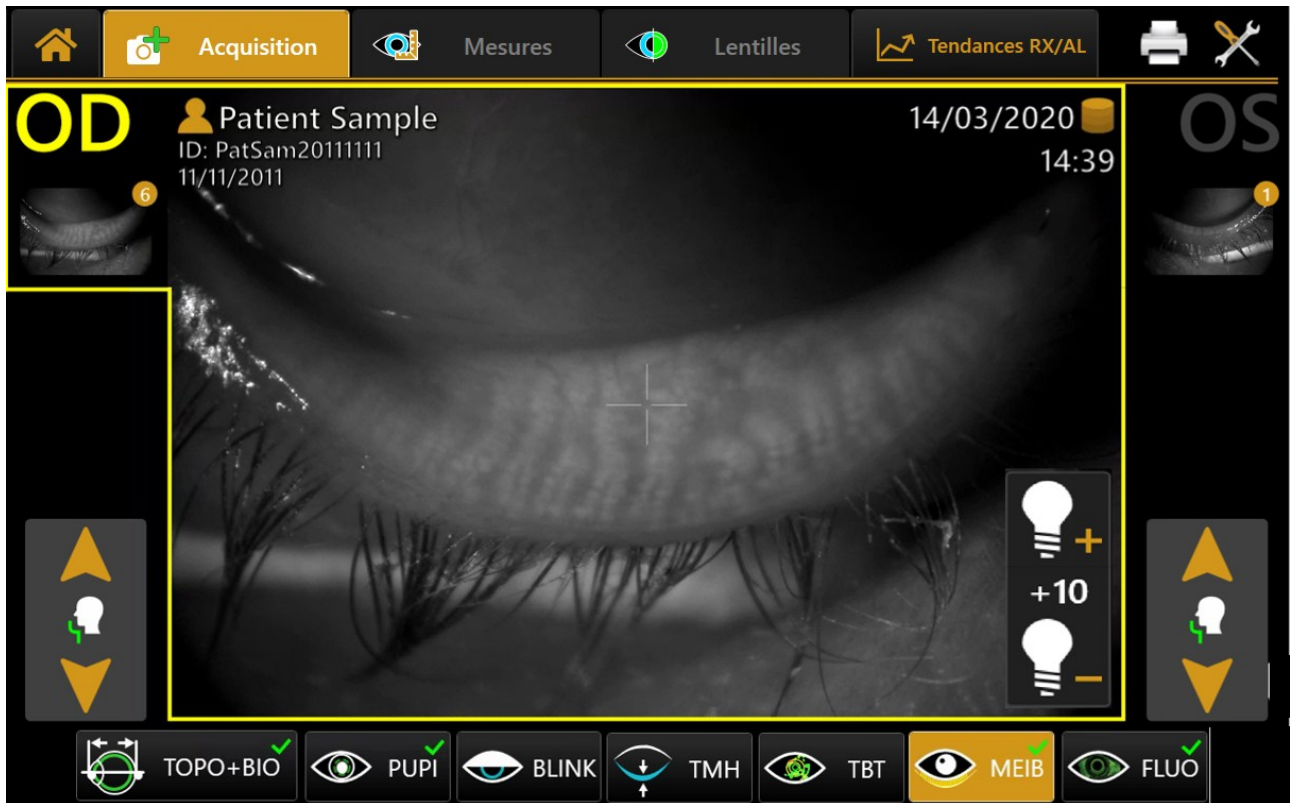 Acquisition
Mesures
Lentilles
Tendances RX/AL
OD
Patient Sample
ID: PatSam20111111
11/11/2011
14/03/2020
14:39
OS
6
1
+
+10
−
TOPO+BIO
PUPI
BLINK
TMH
TBT
MEIB
FLUO